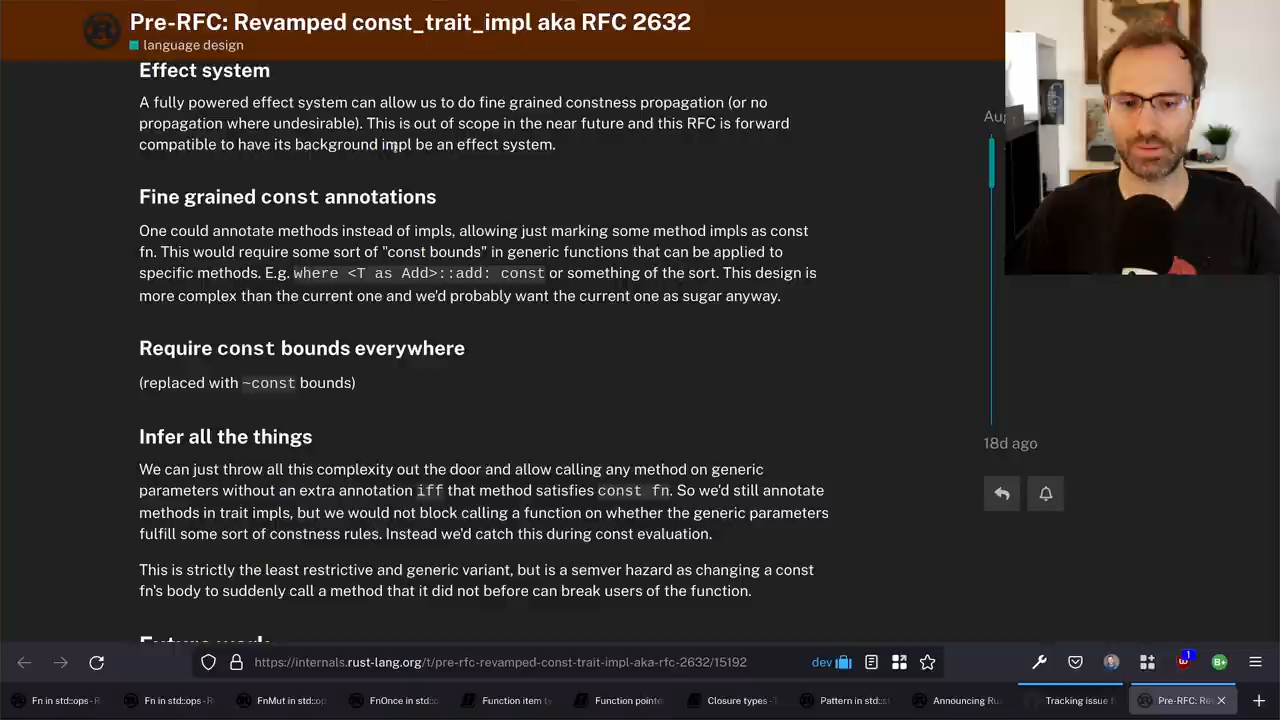 Pre-RFC: Revamped const_trait_impl aka RFC 2632
language design
Effect system
A fully powered effect system can allow us to do fine grained constness propagation (or no
propagation where undesirable). This is out of scope in the near future and this RFC is forward
compatible to have its background impl be an effect system.
Fine grained const annotations
One could annotate methods instead of impls, allowing just marking some method impls as const
fn. This would require some sort of "const bounds" in generic functions that can be applied to
specific methods. E.g. where <T as Add>::add: const or something of the sort. This design is
more complex than the current one and we'd probably want the current one as sugar anyway.
Require const bounds everywhere
(replaced with ~const bounds)
Infer all the things
We can just throw all this complexity out the door and allow calling any method on generic
parameters without an extra annotation iff that method satisfies const fn. So we'd still annotate
methods in trait impls, but we would not block calling a function on whether the generic parameters
fulfill some sort of constness rules. Instead we'd catch this during const evaluation.
This is strictly the least restrictive and generic variant, but is a semver hazard as changing a const
fn's body to suddenly call a method that it did not before can break users of the function.
Future work
18d ago
https://internals.rust-lang.org/t/pre-rfc-revamped-const-trait-impl-aka-rfc-2632/15192
dev
1
B+
Fn in std::ops - R
Fn in std::ops - R
FnMut in std::op
FnOnce in std::o
Function item ty
Function pointe
Closure types -
Pattern in std::st
Announcing Ru
Tracking issue f
Pre-RFC: Re